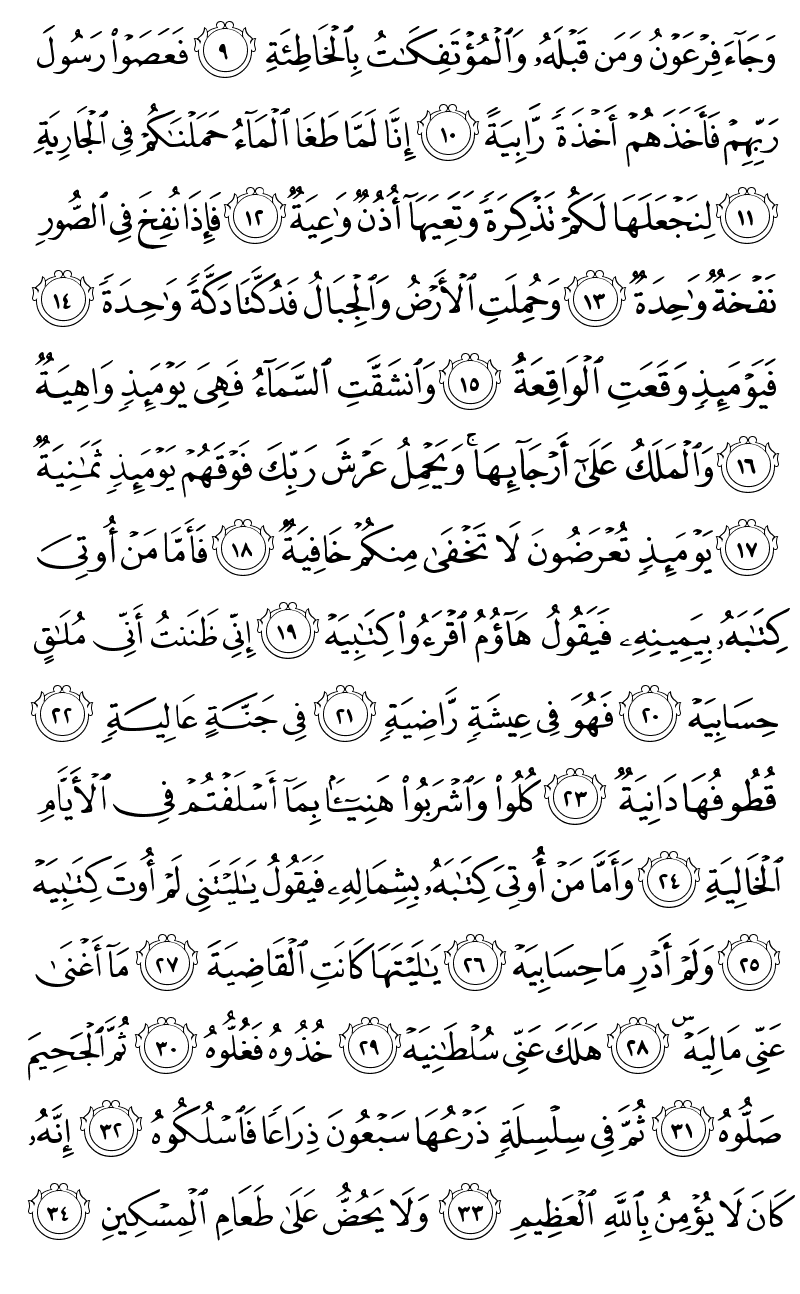 وَجَآءَ فِرۡعَوۡنُ وَمَن قَبۡلَهُۥ وَٱلۡمُؤۡتَفِكَٰتُ بِٱلۡخَاطِئَةِ ٩ فَعَصَوۡاْ رَسُولَ
رَبِّهِمۡ فَأَخَذَهُمۡ أَخۡذَةٗ رَّابِيَةً ١٠ إِنَّا لَمَّا طَغَا ٱلۡمَآءُ حَمَلۡنَٰكُمۡ فِي ٱلۡجَارِيَةِ
١١ لِنَجۡعَلَهَا لَكُمۡ تَذۡكِرَةٗ وَتَعِيَهَآ أُذُنٞ وَٰعِيَةٞ ١٢ فَإِذَا نُفِخَ فِي ٱلصُّورِ
نَفۡخَةٞ وَٰحِدَةٞ ١٣ وَحُمِلَتِ ٱلۡأَرۡضُ وَٱلۡجِبَالُ فَدُكَّتَا دَكَّةٗ وَٰحِدَةٗ ١٤
فَيَوۡمَئِذٖ وَقَعَتِ ٱلۡوَاقِعَةُ ١٥ وَٱنشَقَّتِ ٱلسَّمَآءُ فَهِيَ يَوۡمَئِذٖ وَاهِيَةٞ
١٦ وَٱلۡمَلَكُ عَلَىٰٓ أَرۡجَآئِهَاۚ وَيَحۡمِلُ عَرۡشَ رَبِّكَ فَوۡقَهُمۡ يَوۡمَئِذٖ ثَمَٰنِيَةٞ
١٧ يَوۡمَئِذٖ تُعۡرَضُونَ لَا تَخۡفَىٰ مِنكُمۡ خَافِيَةٞ ١٨ فَأَمَّا مَنۡ أُوتِيَ
كِتَٰبَهُۥ بِيَمِينِهِۦ فَيَقُولُ هَآؤُمُ ٱقۡرَءُواْ كِتَٰبِيَهۡ ١٩ إِنِّي ظَنَنتُ أَنِّي مُلَٰقٍ
حِسَابِيَهۡ ٢٠ فَهُوَ فِي عِيشَةٖ رَّاضِيَةٖ ٢١ فِي جَنَّةٍ عَالِيَةٖ ٢٢
قُطُوفُهَا دَانِيَةٞ ٢٣ كُلُواْ وَٱشۡرَبُواْ هَنِيٓـَٔۢا بِمَآ أَسۡلَفۡتُمۡ فِي ٱلۡأَيَّامِ
ٱلۡخَالِيَةِ ٢٤ وَأَمَّا مَنۡ أُوتِيَ كِتَٰبَهُۥ بِشِمَالِهِۦ فَيَقُولُ يَٰلَيۡتَنِي لَمۡ أُوتَ كِتَٰبِيَهۡ
٢٥ وَلَمۡ أَدۡرِ مَا حِسَابِيَهۡ ٢٦ يَٰلَيۡتَهَا كَانَتِ ٱلۡقَاضِيَةَ ٢٧ مَآ أَغۡنَىٰ
عَنِّي مَالِيَهۡۜ ٢٨ هَلَكَ عَنِّي سُلۡطَٰنِيَهۡ ٢٩ خُذُوهُ فَغُلُّوهُ ٣٠ ثُمَّ ٱلۡجَحِيمَ
صَلُّوهُ ٣١ ثُمَّ فِي سِلۡسِلَةٖ ذَرۡعُهَا سَبۡعُونَ ذِرَاعٗا فَٱسۡلُكُوهُ ٣٢ إِنَّهُۥ
كَانَ لَا يُؤۡمِنُ بِٱللَّهِ ٱلۡعَظِيمِ ٣٣ وَلَا يَحُضُّ عَلَىٰ طَعَامِ ٱلۡمِسۡكِينِ ٣٤